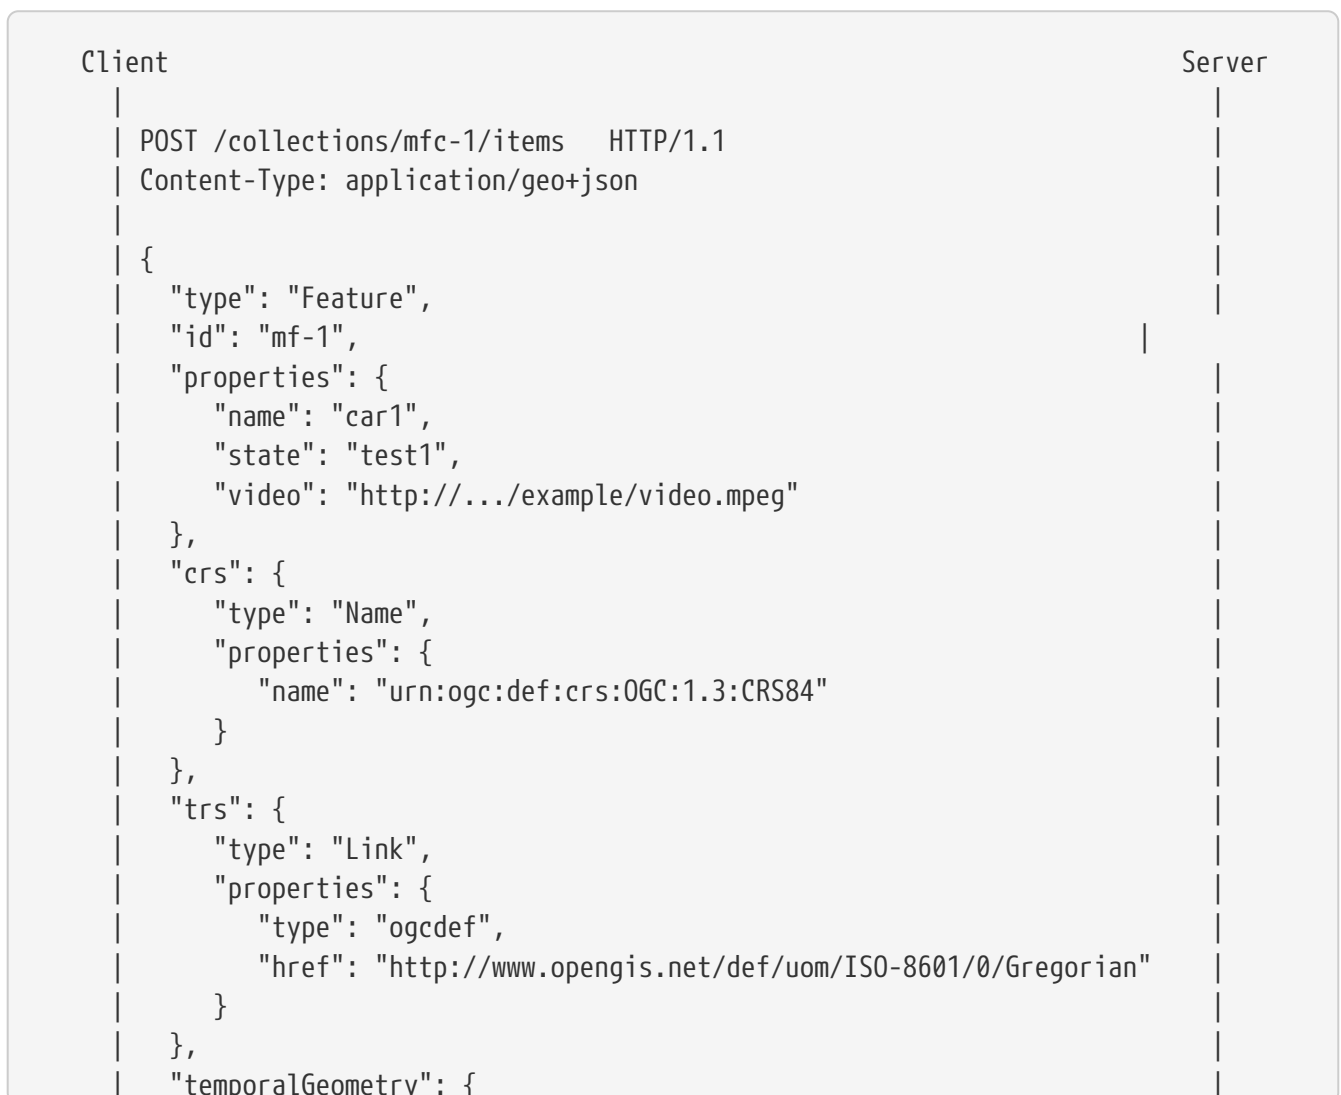 Client                                                                     Server
  |                                                                           |
  | POST /collections/mfc-1/items   HTTP/1.1                                  |
  | Content-Type: application/geo+json                                        |
  |                                                                           |
  | {                                                                         |
  |   "type": "Feature",                                                      |
  |   "id": "mf-1",                                                      |
  |   "properties": {                                                         |
  |      "name": "car1",                                                      |
  |      "state": "test1",                                                    |
  |      "video": "http://.../example/video.mpeg"                             |
  |   },                                                                      |
  |   "crs": {                                                                |
  |      "type": "Name",                                                      |
  |      "properties": {                                                      |
  |         "name": "urn:ogc:def:crs:OGC:1.3:CRS84"                           |
  |      }                                                                    |
  |   },                                                                      |
  |   "trs": {                                                                |
  |      "type": "Link",                                                      |
  |      "properties": {                                                      |
  |         "type": "ogcdef",                                                 |
  |         "href": "http://www.opengis.net/def/uom/ISO-8601/0/Gregorian"     |
  |      }                                                                    |
  |   },                                                                      |
  |   "temporalGeometry": {                                                   |